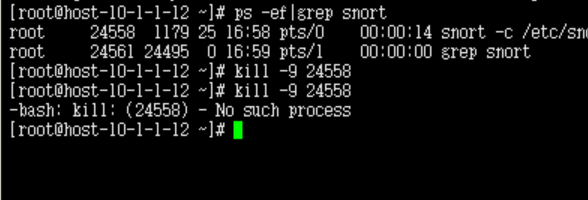 [root@host-10-1-1-12 ~]# ps -ef|grep snort
root     24558  1179 25 16:58 pts/0    00:00:14 snort -c /etc/sno
root     24561 24495  0 16:59 pts/1    00:00:00 grep snort
[root@host-10-1-1-12 ~]# kill -9 24558
[root@host-10-1-1-12 ~]# kill -9 24558
-bash: kill: (24558) - No such process
[root@host-10-1-1-12 ~]#